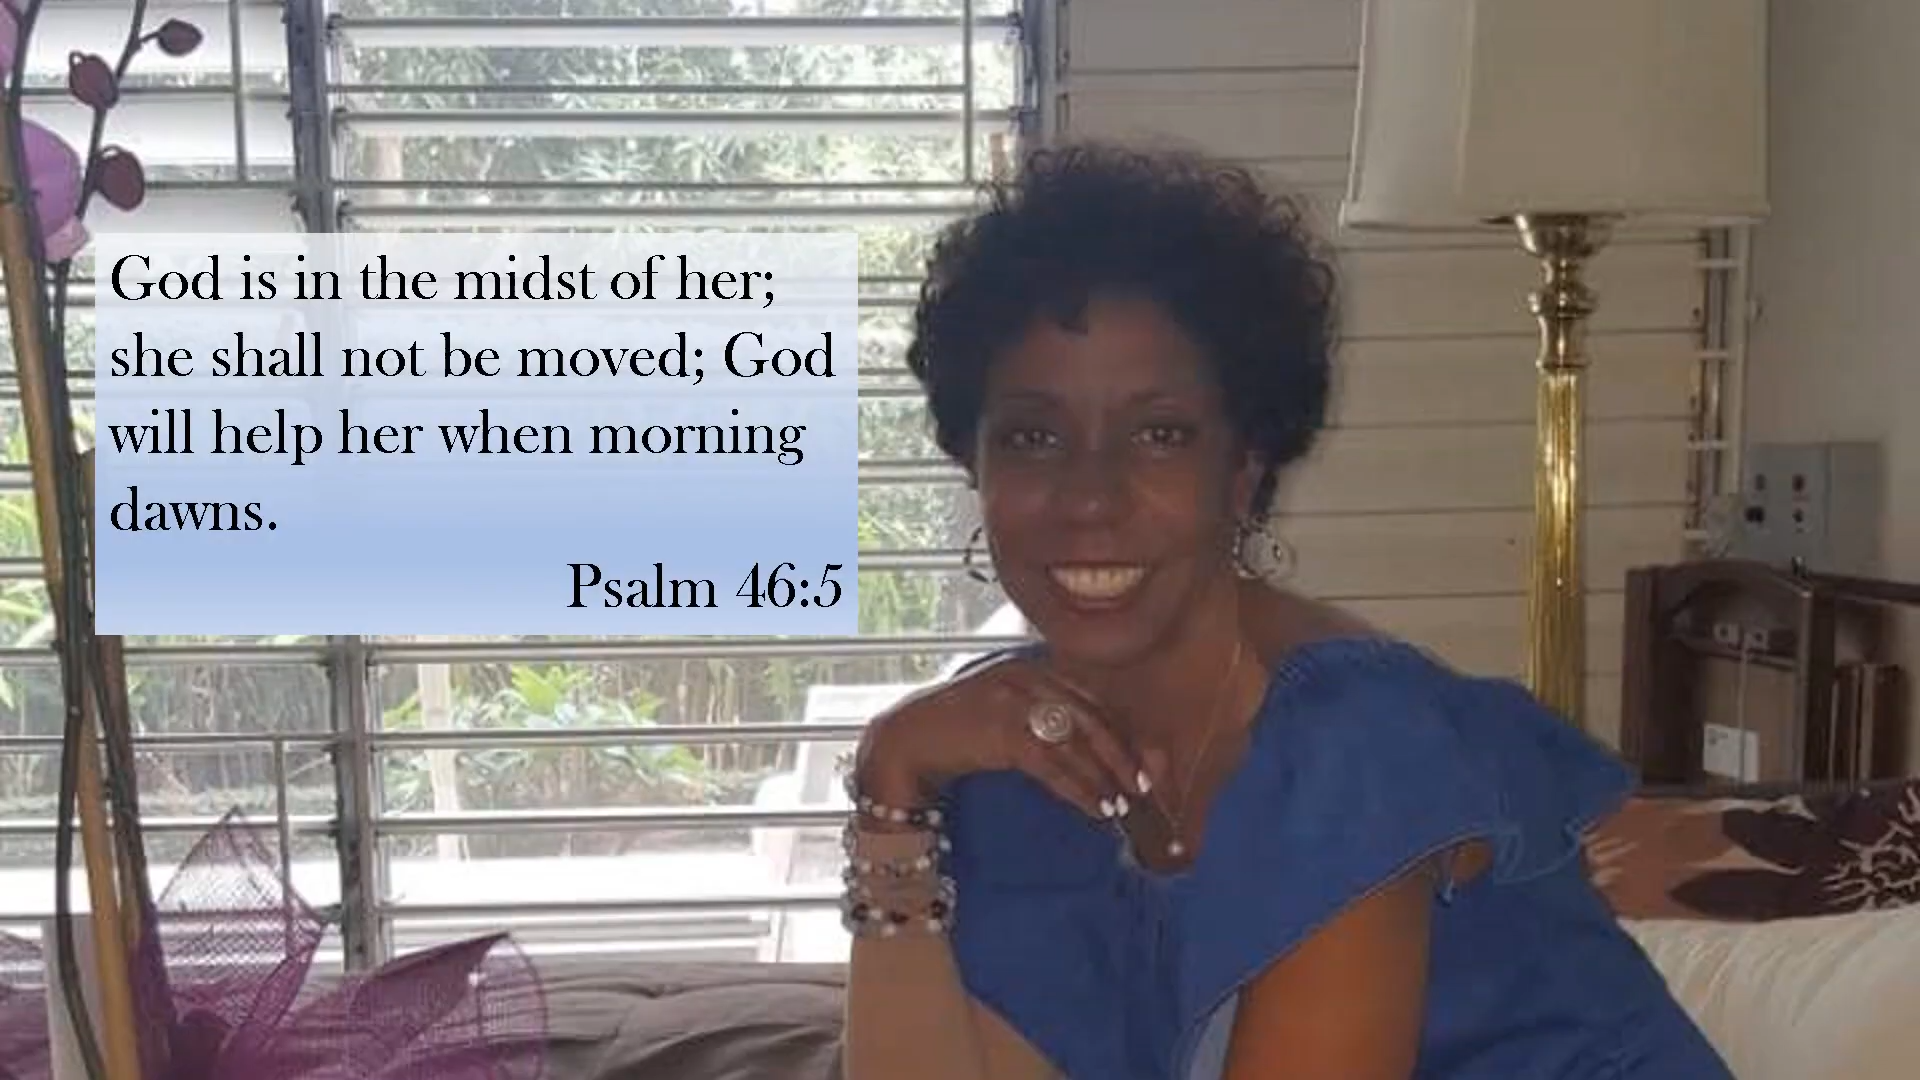 God is in the midst of her;
she shall not be moved; God
will help her when morning
dawns.
Psalm 46:5